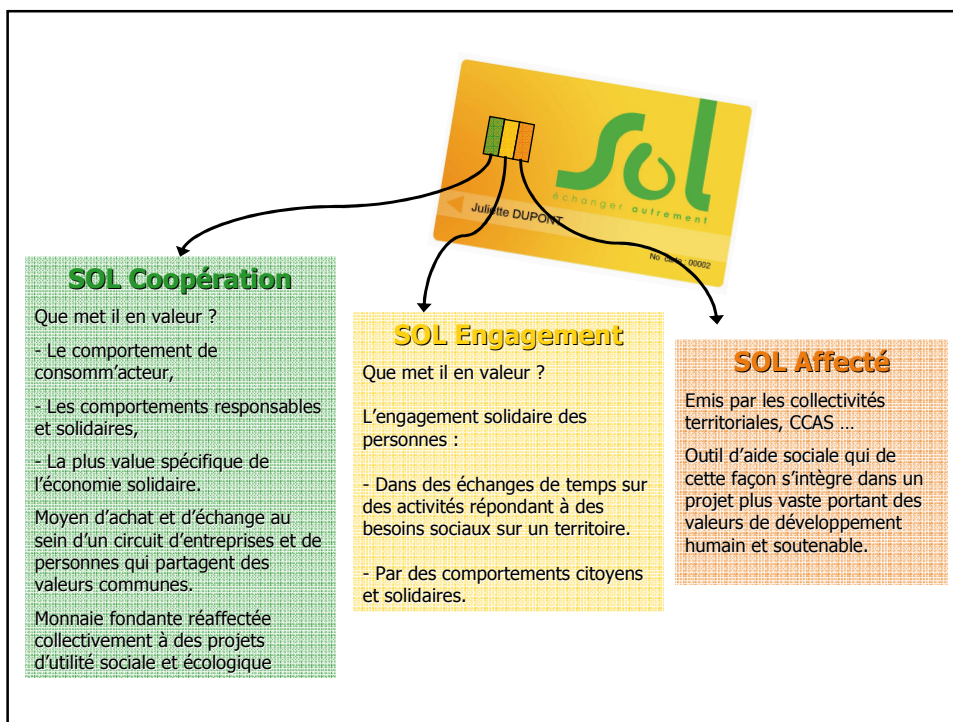 Sol
échanger autrement
Juliette DUPONT
No carte : 00002
SOL Coopération
Que met il en valeur ?
- Le comportement de
consomm'acteur,
- Les comportements responsables
et solidaires,
- La plus value spécifique de
l'économie solidaire.
Moyen d'achat et d'échange au
sein d'un circuit d'entreprises et de
personnes qui partagent des
valeurs communes.
Monnaie fondante réaffectée
collectivement à des projets
d'utilité sociale et écologique
SOL Engagement
Que met il en valeur ?
L'engagement solidaire des
personnes :
- Dans des échanges de temps sur
des activités répondant à des
besoins sociaux sur un territoire.
- Par des comportements citoyens
et solidaires.
SOL Affecté
Emis par les collectivités
territoriales, CCAS …
Outil d'aide sociale qui de
cette façon s'intègre dans un
projet plus vaste portant des
valeurs de développement
humain et soutenable.